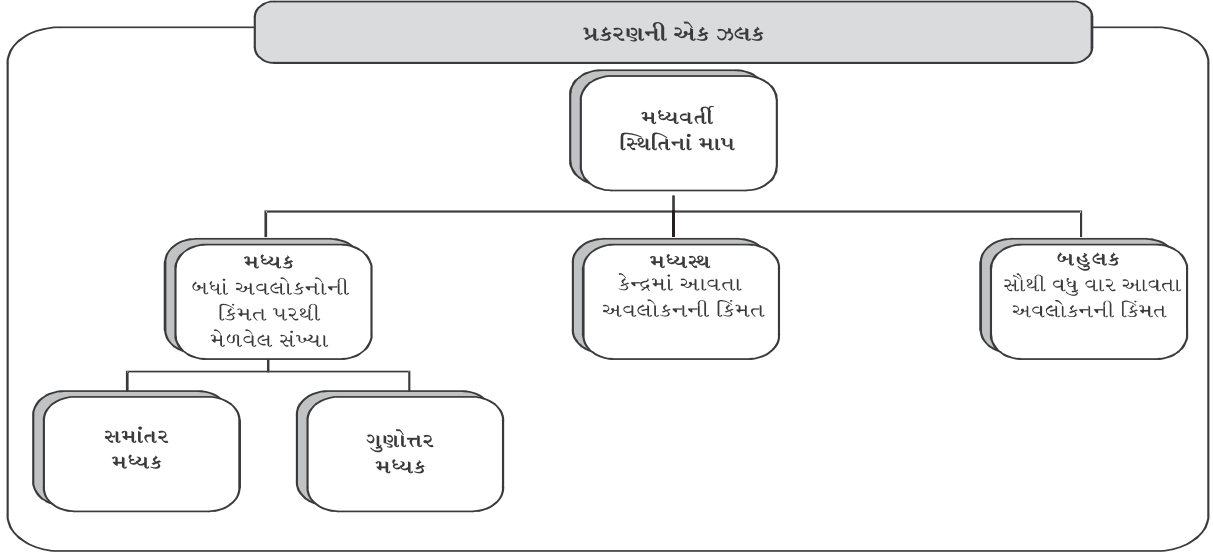 પ્રકરણની એક ઝલક
મધ્યવર્તી
સ્થિતિનાં માપ
મધ્યક
બધાં અવલોકનોની
કિંમત પરથી
મેળવેલ સંખ્યા
મધ્યસ્થ
કેન્દ્રમાં આવતા
અવલોકનની કિંમત
બહુલક
સૌથી વધુ વાર આવતા
અવલોકનની કિંમત
સમાંતર
મધ્યક
ગુણોત્તર
મધ્યક